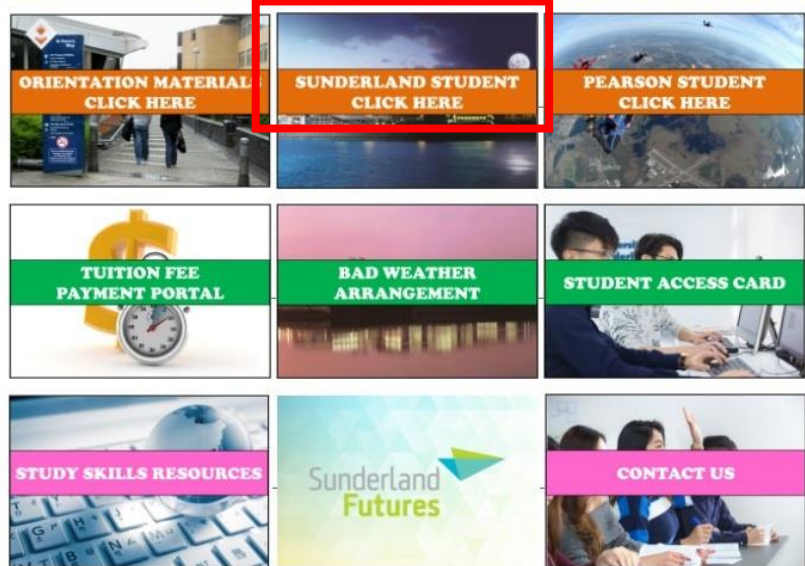 ORIENTATION MATERIALS
CLICK HERE
SUNDERLAND STUDENT
CLICK HERE
PEARSON STUDENT
CLICK HERE
TUITION FEE
PAYMENT PORTAL
BAD WEATHER
ARRANGEMENT
STUDENT ACCESS CARD
STUDY SKILLS RESOURCES
Sunderland
Futures
CONTACT US